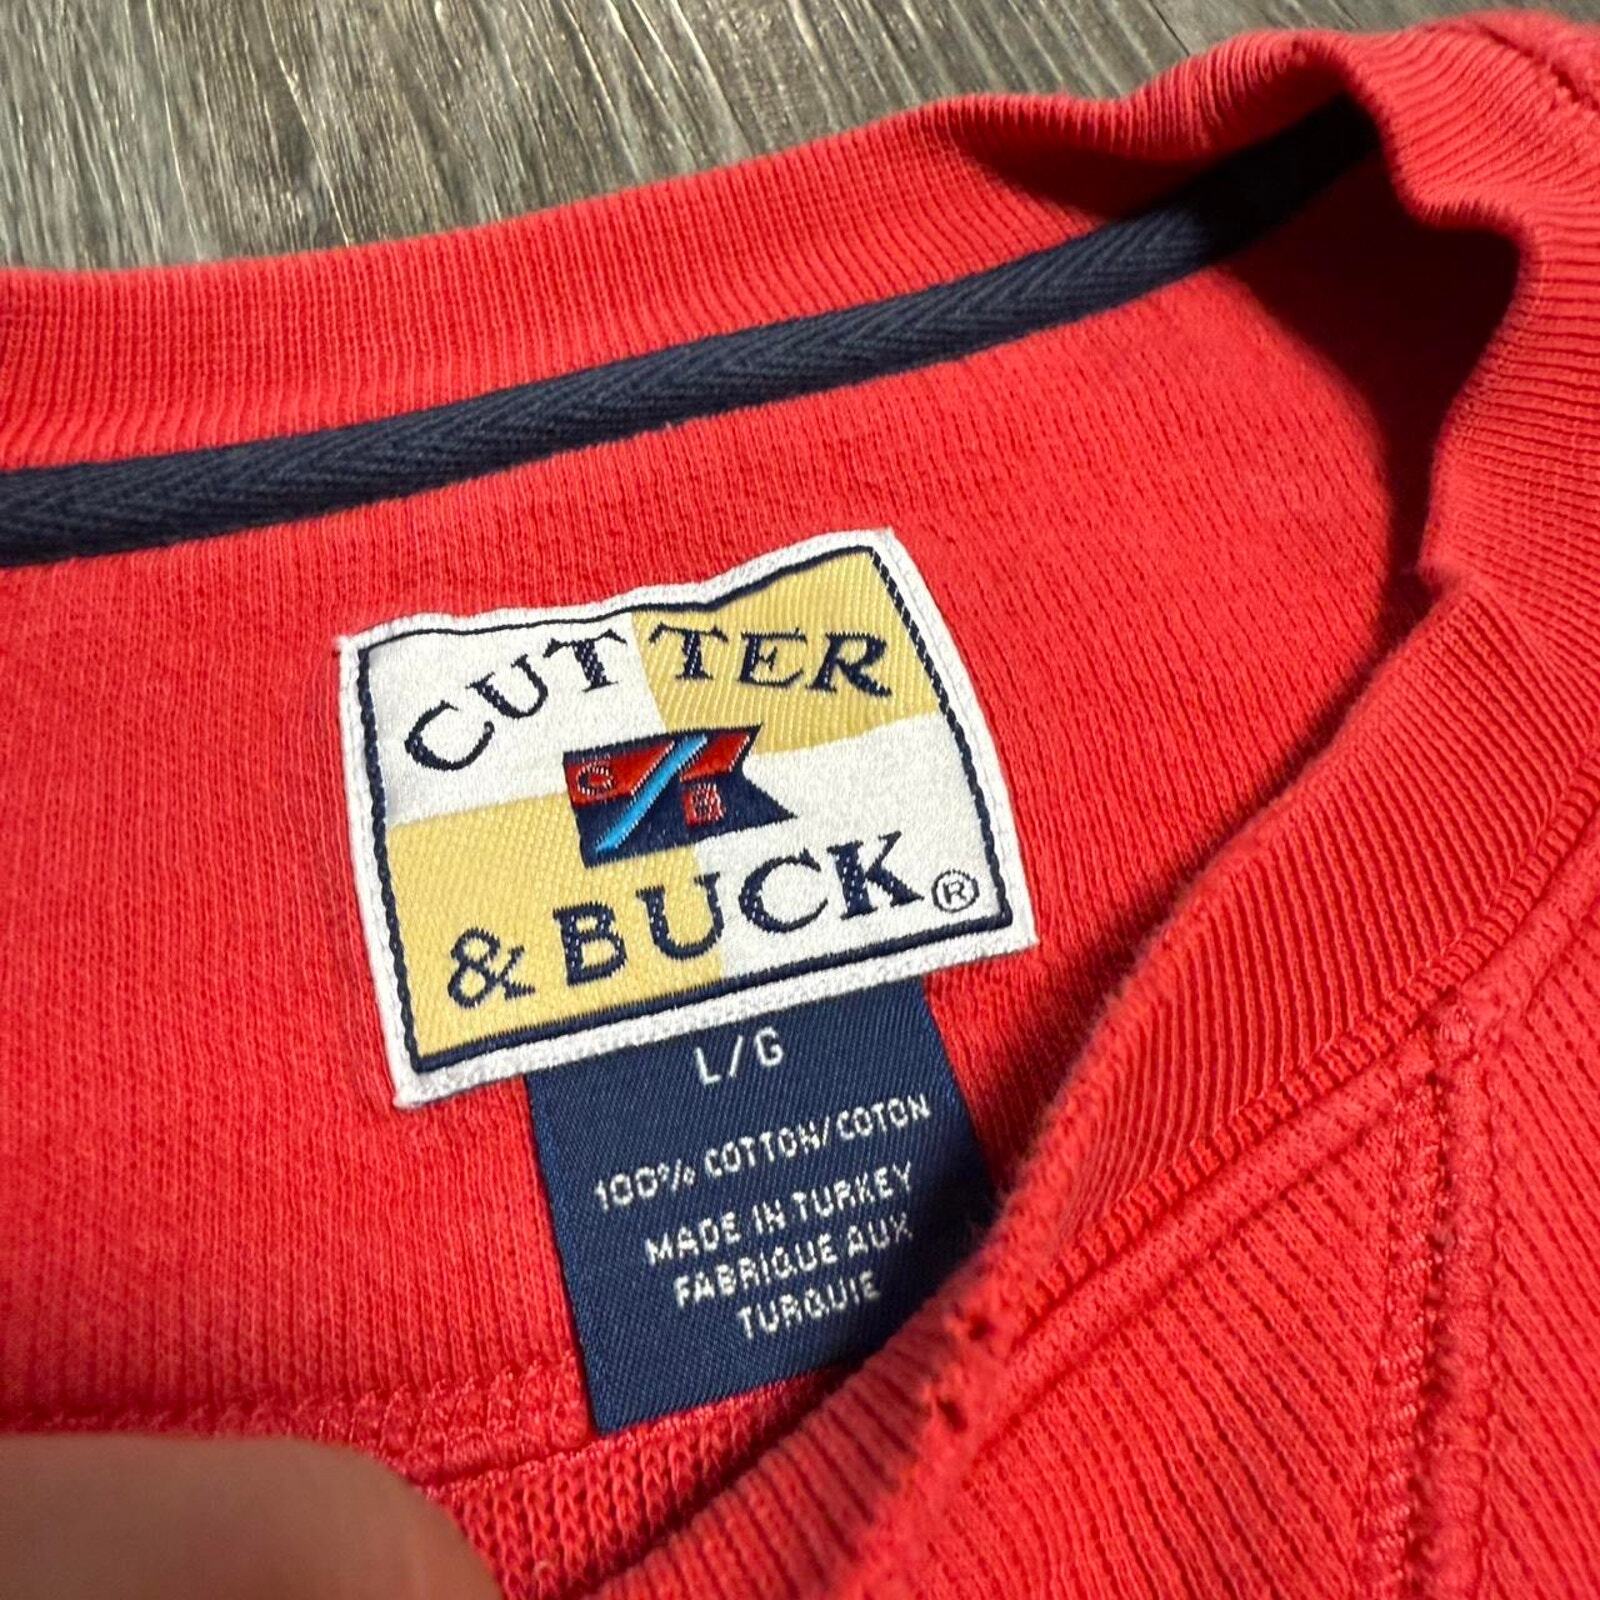 CUTTER
C B
& BUCK®
L/G
100% COTTON/COTON
MADE IN TURKEY
FABRIQUE AUX
TURQUIE